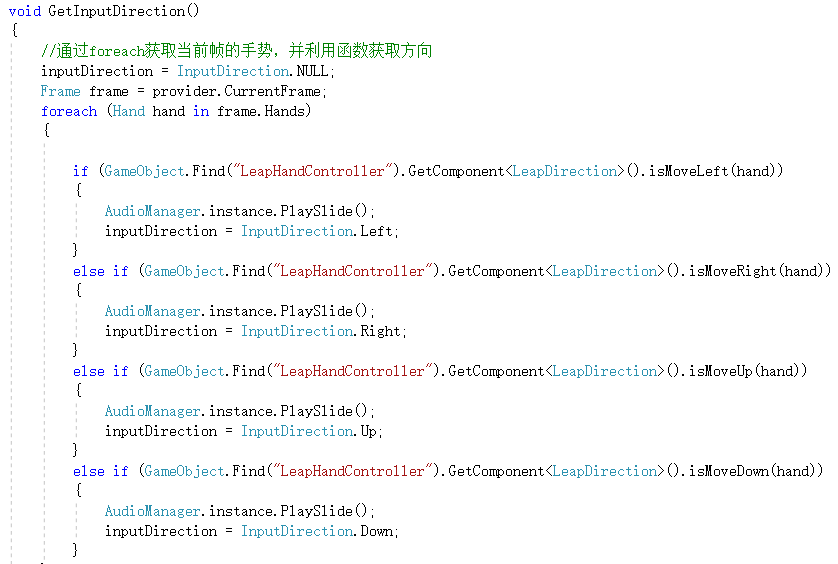 void GetInputDirection()
{
//通过foreach获取当前帧的手势，并利用函数获取方向
inputDirection = InputDirection.NULL;
Frame frame = provider.CurrentFrame;
foreach (Hand hand in frame.Hands)
{
if (GameObject.Find("LeapHandController").GetComponent<LeapDirection>().isMoveLeft(hand))
{
AudioManager.instance.PlaySlide();
inputDirection = InputDirection.Left;
}
else if (GameObject.Find("LeapHandController").GetComponent<LeapDirection>().isMoveRight(hand))
{
AudioManager.instance.PlaySlide();
inputDirection = InputDirection.Right;
}
else if (GameObject.Find("LeapHandController").GetComponent<LeapDirection>().isMoveUp(hand))
{
AudioManager.instance.PlaySlide();
inputDirection = InputDirection.Up;
}
else if (GameObject.Find("LeapHandController").GetComponent<LeapDirection>().isMoveDown(hand))
{
AudioManager.instance.PlaySlide();
inputDirection = InputDirection.Down;
}